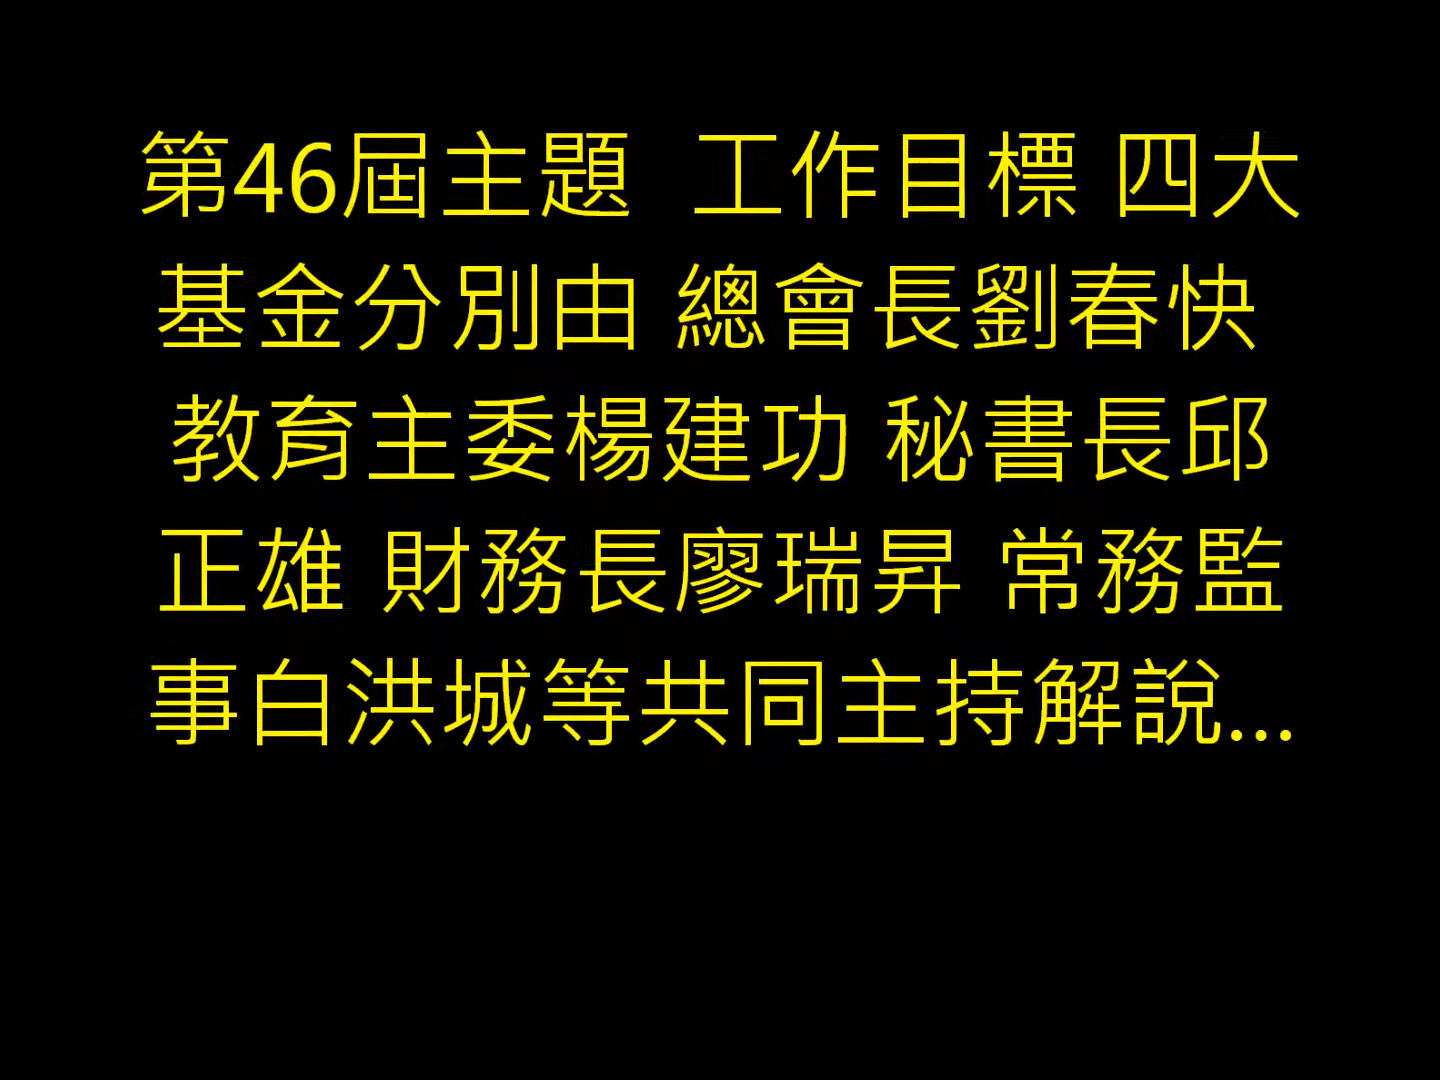 第46屆主題  工作目標 四大
基金分別由 總會長劉春快
教育主委楊建功 秘書長邱
正雄 財務長廖瑞昇 常務監
事白洪城等共同主持解說...